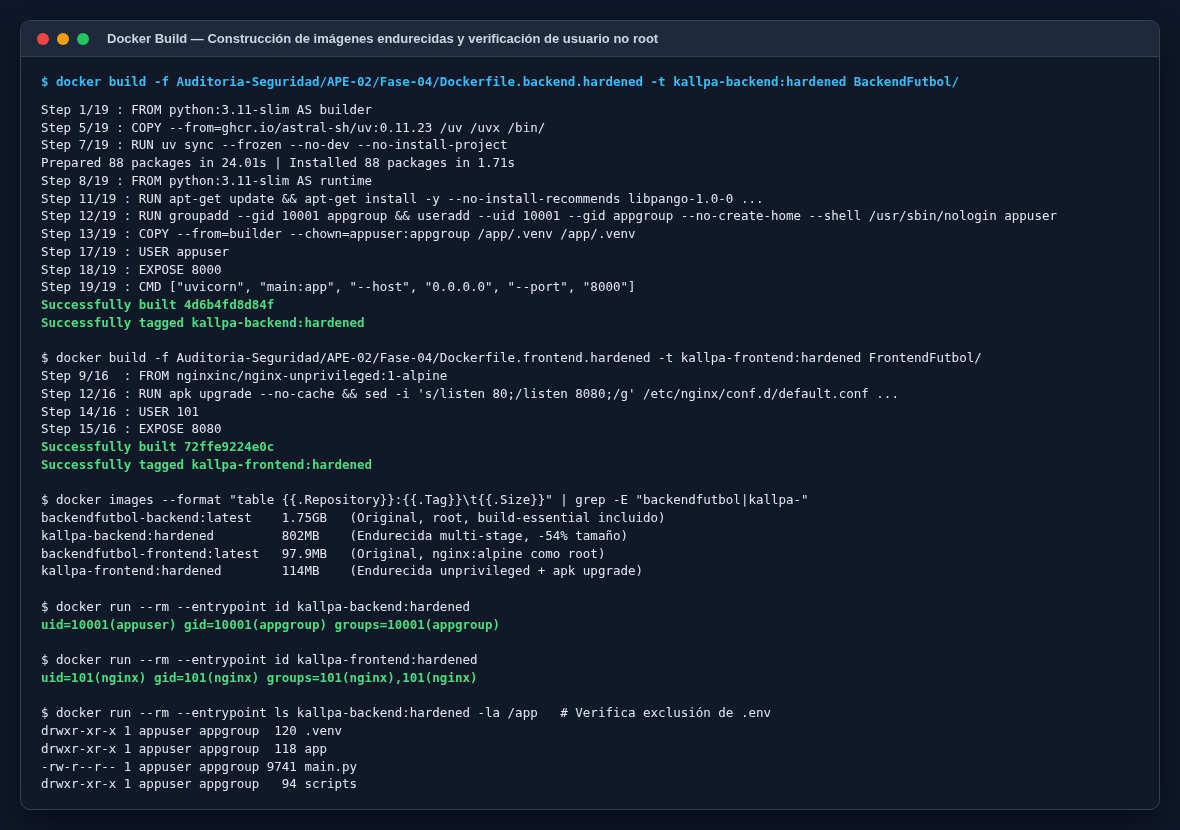 Docker Build — Construcción de imágenes endurecidas y verificación de usuario no root
$ docker build -f Auditoria-Seguridad/APE-02/Fase-04/Dockerfile.backend.hardened -t kallpa-backend:hardened BackendFutbol/
Step 1/19 : FROM python:3.11-slim AS builder
Step 5/19 : COPY --from=ghcr.io/astral-sh/uv:0.11.23 /uv /uvx /bin/
Step 7/19 : RUN uv sync --frozen --no-dev --no-install-project
Prepared 88 packages in 24.01s | Installed 88 packages in 1.71s
Step 8/19 : FROM python:3.11-slim AS runtime
Step 11/19 : RUN apt-get update && apt-get install -y --no-install-recommends libpango-1.0-0 ...
Step 12/19 : RUN groupadd --gid 10001 appgroup && useradd --uid 10001 --gid appgroup --no-create-home --shell /usr/sbin/nologin appuser
Step 13/19 : COPY --from=builder --chown=appuser:appgroup /app/.venv /app/.venv
Step 17/19 : USER appuser
Step 18/19 : EXPOSE 8000
Step 19/19 : CMD ["uvicorn", "main:app", "--host", "0.0.0.0", "--port", "8000"]
Successfully built 4d6b4fd8d84f
Successfully tagged kallpa-backend:hardened
$ docker build -f Auditoria-Seguridad/APE-02/Fase-04/Dockerfile.frontend.hardened -t kallpa-frontend:hardened FrontendFutbol/
Step 9/16  : FROM nginxinc/nginx-unprivileged:1-alpine
Step 12/16 : RUN apk upgrade --no-cache && sed -i 's/listen 80;/listen 8080;/g' /etc/nginx/conf.d/default.conf ...
Step 14/16 : USER 101
Step 15/16 : EXPOSE 8080
Successfully built 72ffe9224e0c
Successfully tagged kallpa-frontend:hardened
$ docker images --format "table {{.Repository}}:{{.Tag}}\t{{.Size}}" | grep -E "backendfutbol|kallpa-"
backendfutbol-backend:latest    1.75GB   (Original, root, build-essential incluido)
kallpa-backend:hardened         802MB    (Endurecida multi-stage, -54% tamaño)
backendfutbol-frontend:latest   97.9MB   (Original, nginx:alpine como root)
kallpa-frontend:hardened        114MB    (Endurecida unprivileged + apk upgrade)
$ docker run --rm --entrypoint id kallpa-backend:hardened
uid=10001(appuser) gid=10001(appgroup) groups=10001(appgroup)
$ docker run --rm --entrypoint id kallpa-frontend:hardened
uid=101(nginx) gid=101(nginx) groups=101(nginx),101(nginx)
$ docker run --rm --entrypoint ls kallpa-backend:hardened -la /app   # Verifica exclusión de .env
drwxr-xr-x 1 appuser appgroup  120 .venv
drwxr-xr-x 1 appuser appgroup  118 app
-rw-r--r-- 1 appuser appgroup 9741 main.py
drwxr-xr-x 1 appuser appgroup   94 scripts